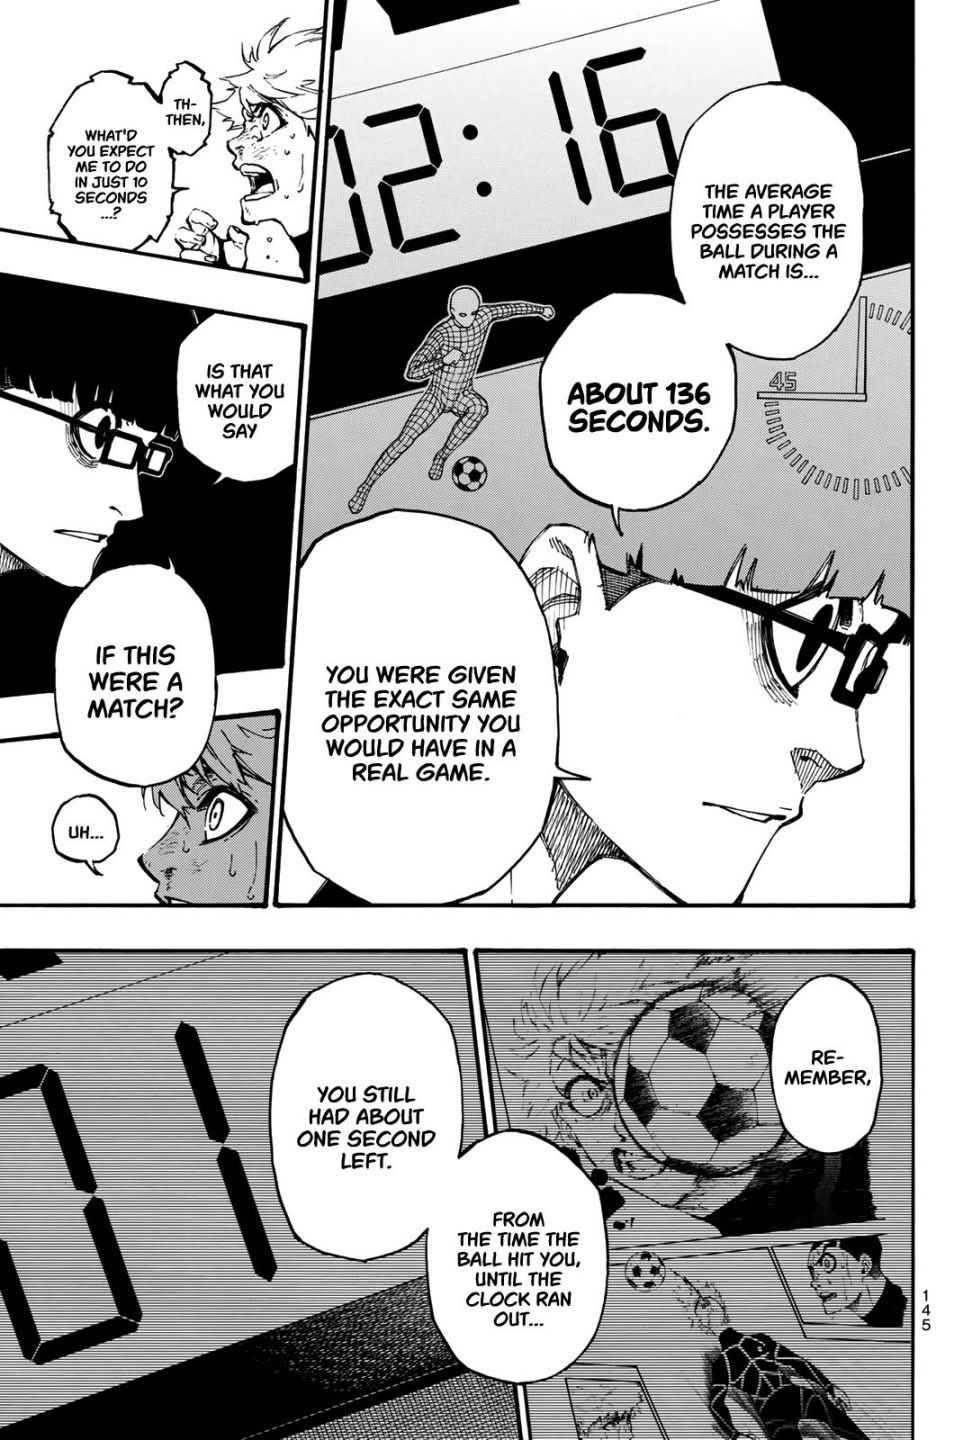 2:16
THE AVERAGE
TIME A PLAYER
POSSESSES THE
BALL DURING A
MATCH IS...
45
ABOUT 136
SECONDS.
YOU WERE GIVEN
THE EXACT SAME
OPPORTUNITY YOU
WOULD HAVE IN A
REAL GAME.
TH-
THEN,
WHAT'D
YOU EXPECT
ME TO DO
IN JUST 10
SECONDS
...?
IS THAT
WHAT YOU
WOULD
SAY
IF THIS
WERE A
MATCH?
UH...
RE-
MEMBER,
FROM
THE TIME THE
BALL HIT YOU,
UNTIL THE
CLOCK RAN
OUT...
YOU STILL
HAD ABOUT
ONE SECOND
LEFT.
01
145